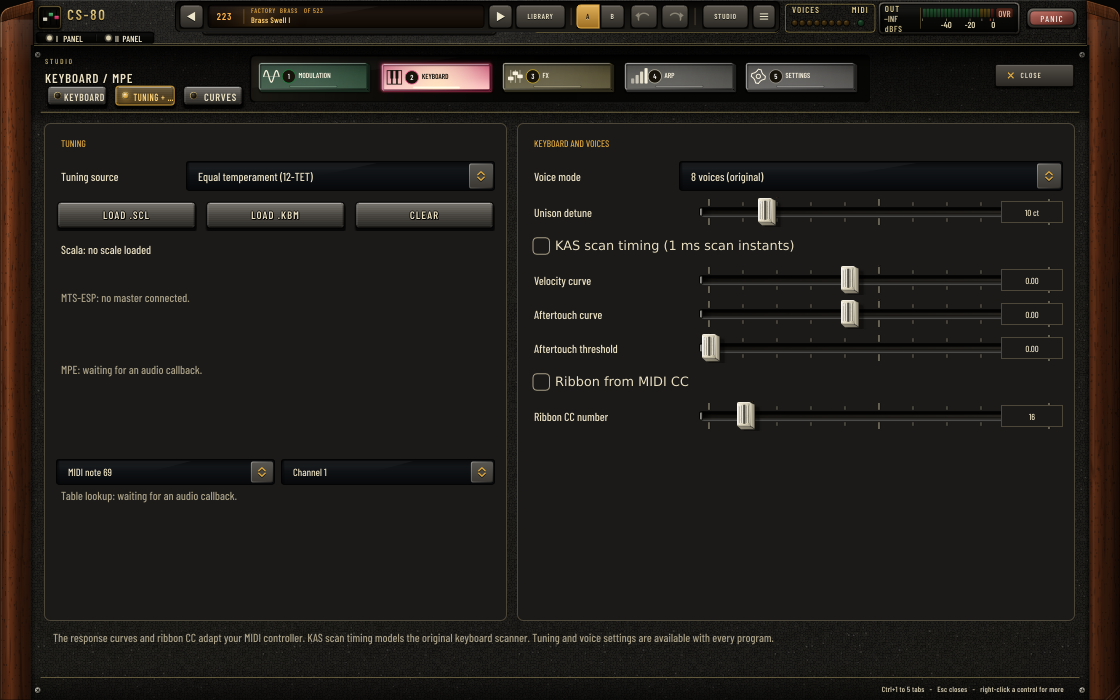 CS-80
223
FACTORY BRASS OF 523
Brass Swell I
LIBRARY
A
B
STUDIO
VOICES
MIDI
OUT
-INF
dBFS
-40
-20
0
OVR
PANIC
I PANEL
II PANEL
STUDIO
KEYBOARD / MPE
KEYBOARD
TUNING + ...
CURVES
1 MODULATION
2 KEYBOARD
3 FX
4 ARP
5 SETTINGS
CLOSE
TUNING
Tuning source
Equal temperament (12-TET)
LOAD .SCL
LOAD .KBM
CLEAR
Scala: no scale loaded
MTS-ESP: no master connected.
MPE: waiting for an audio callback.
MIDI note 69
Channel 1
Table lookup: waiting for an audio callback.
KEYBOARD AND VOICES
Voice mode
8 voices (original)
Unison detune
10 ct
KAS scan timing (1 ms scan instants)
Velocity curve
0.00
Aftertouch curve
0.00
Aftertouch threshold
0.00
Ribbon from MIDI CC
Ribbon CC number
16
The response curves and ribbon CC adapt your MIDI controller. KAS scan timing models the original keyboard scanner. Tuning and voice settings are available with every program.
Ctrl+1 to 5 tabs - Esc closes - right-click a control for more